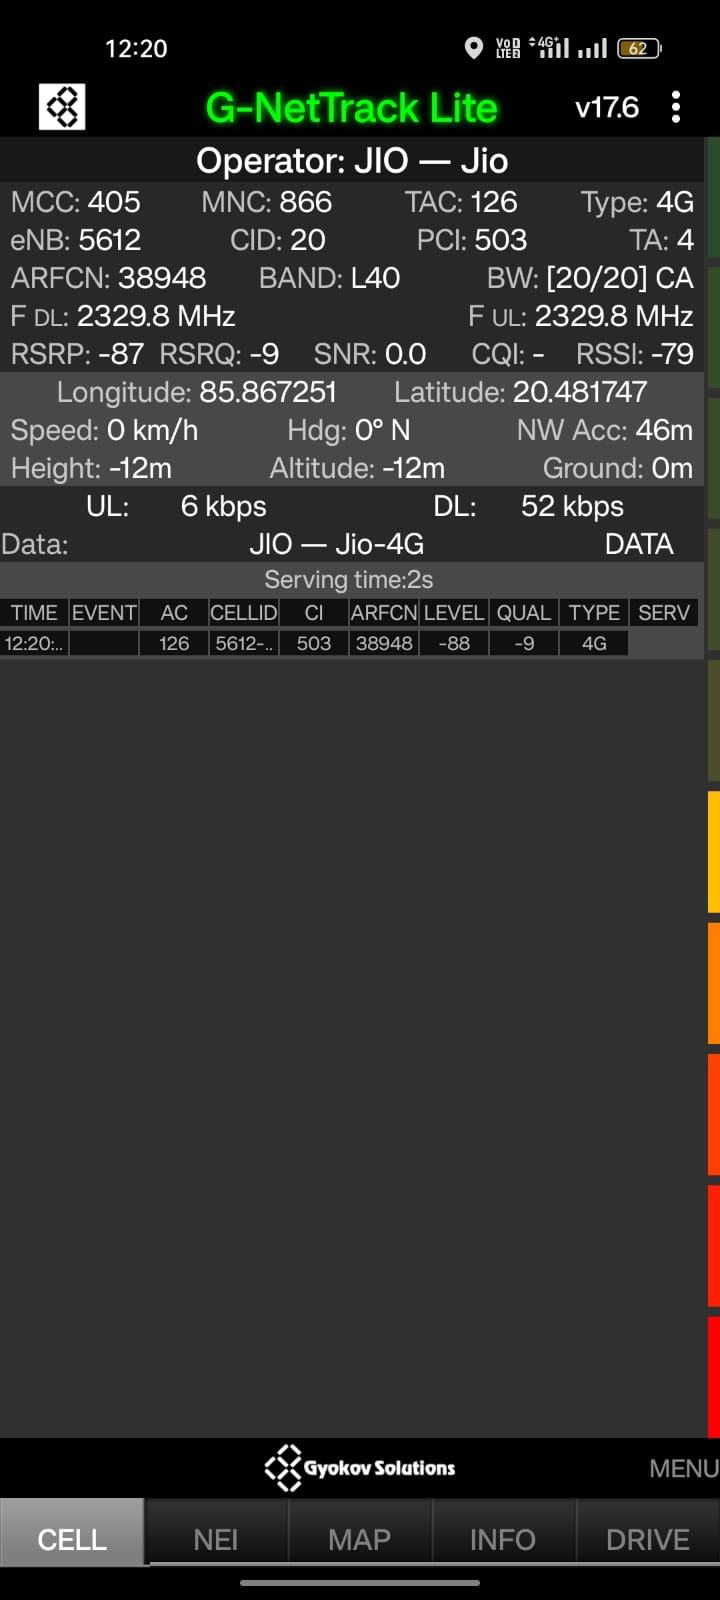 12:20 VoD LTE2 4G+ 62
G-NetTrack Lite v17.6
Operator: JIO — Jio
MCC: 405 MNC: 866 TAC: 126 Type: 4G
eNB: 5612 CID: 20 PCI: 503 TA: 4
ARFCN: 38948 BAND: L40 BW: [20/20] CA
F DL: 2329.8 MHz F UL: 2329.8 MHz
RSRP: -87 RSRQ: -9 SNR: 0.0 CQI: - RSSI: -79
Longitude: 85.867251 Latitude: 20.481747
Speed: 0 km/h Hdg: 0° N NW Acc: 46m
Height: -12m Altitude: -12m Ground: 0m
UL: 6 kbps DL: 52 kbps
Data: JIO — Jio-4G DATA
Serving time:2s
TIME EVENT AC CELLID CI ARFCN LEVEL QUAL TYPE SERV
12:20:.. 126 5612-.. 503 38948 -88 -9 4G
Gyokov Solutions MENU
CELL NEI MAP INFO DRIVE